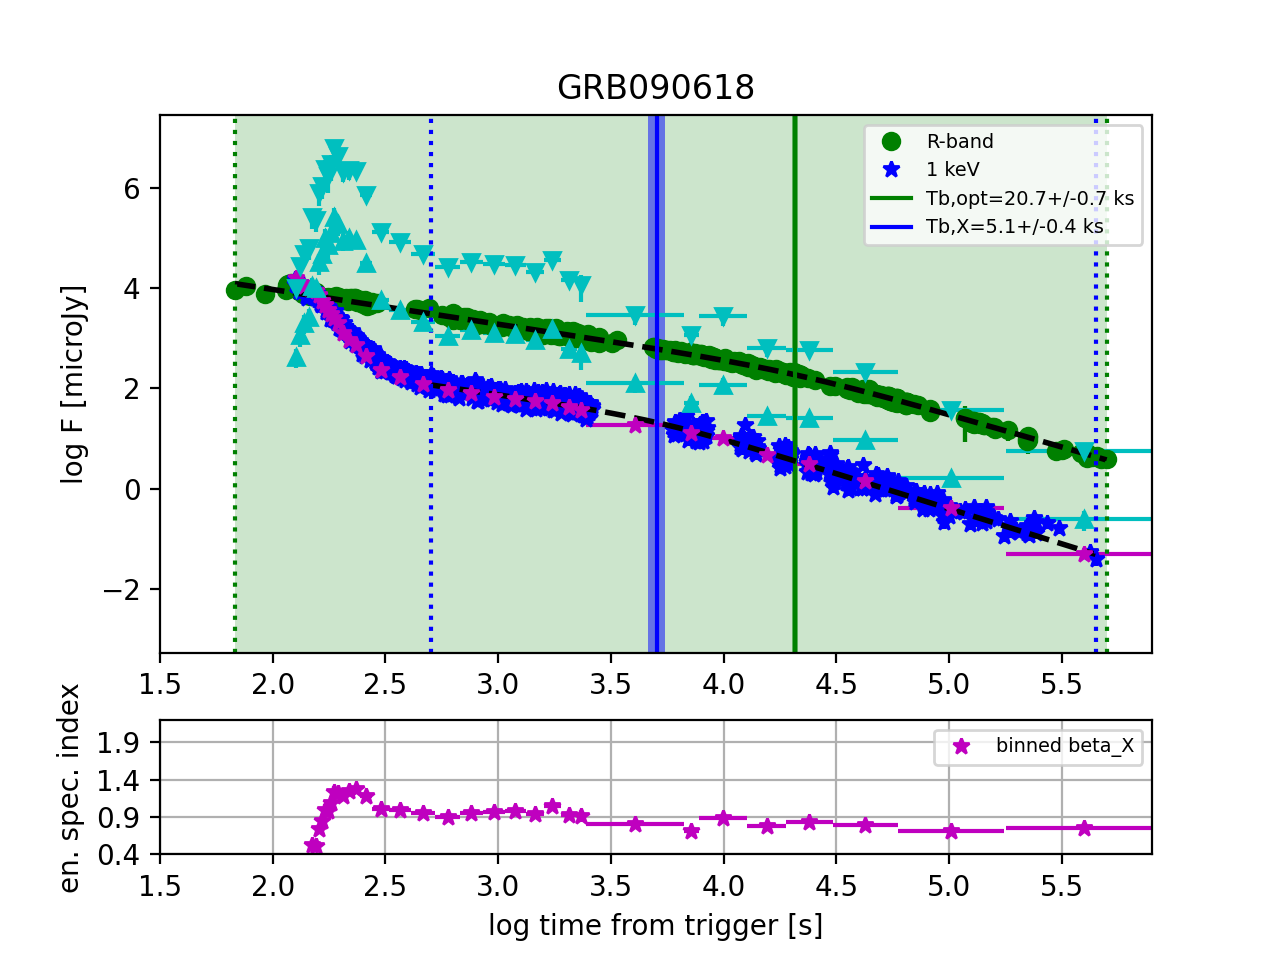 GRB090618
log F [microJy]
6
4
2
0
−2
R-band
1 keV
Tb,opt=20.7+/-0.7 ks
Tb,X=5.1+/-0.4 ks
1.5 2.0 2.5 3.0 3.5 4.0 4.5 5.0 5.5
en. spec. index
1.9
1.4
0.9
0.4
binned beta_X
1.5 2.0 2.5 3.0 3.5 4.0 4.5 5.0 5.5
log time from trigger [s]